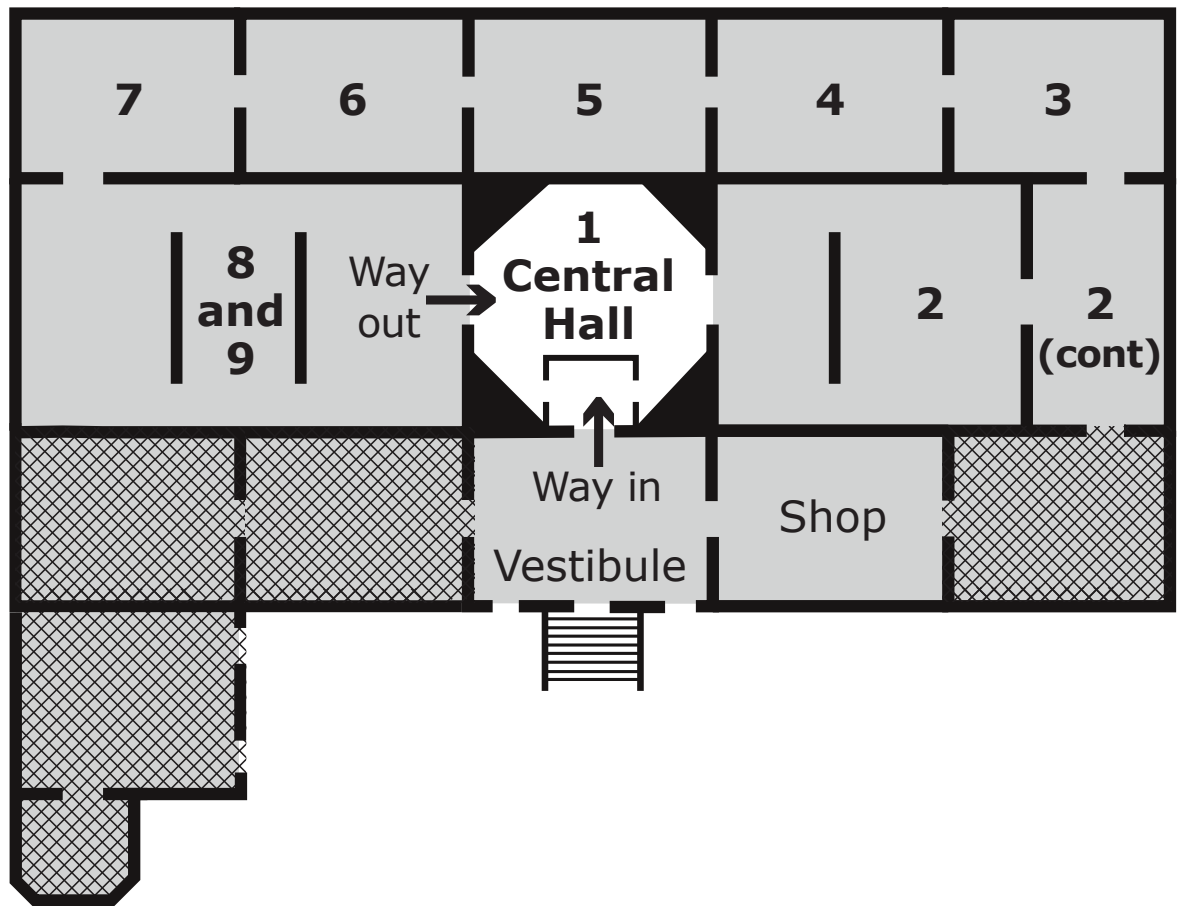 7
6
5
4
3
8
and
9
Way
out
1
Central
Hall
2
2
(cont)
Way in
Vestibule
Shop